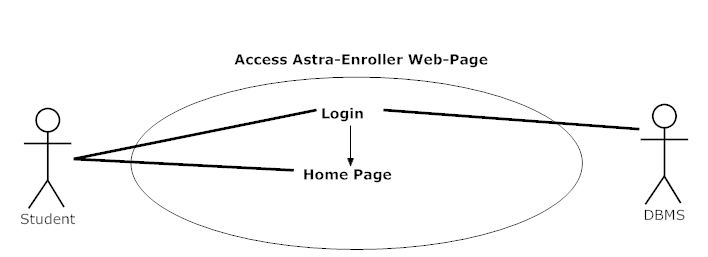 Access Astra-Enroller Web-Page
Login
Home Page
Student
DBMS